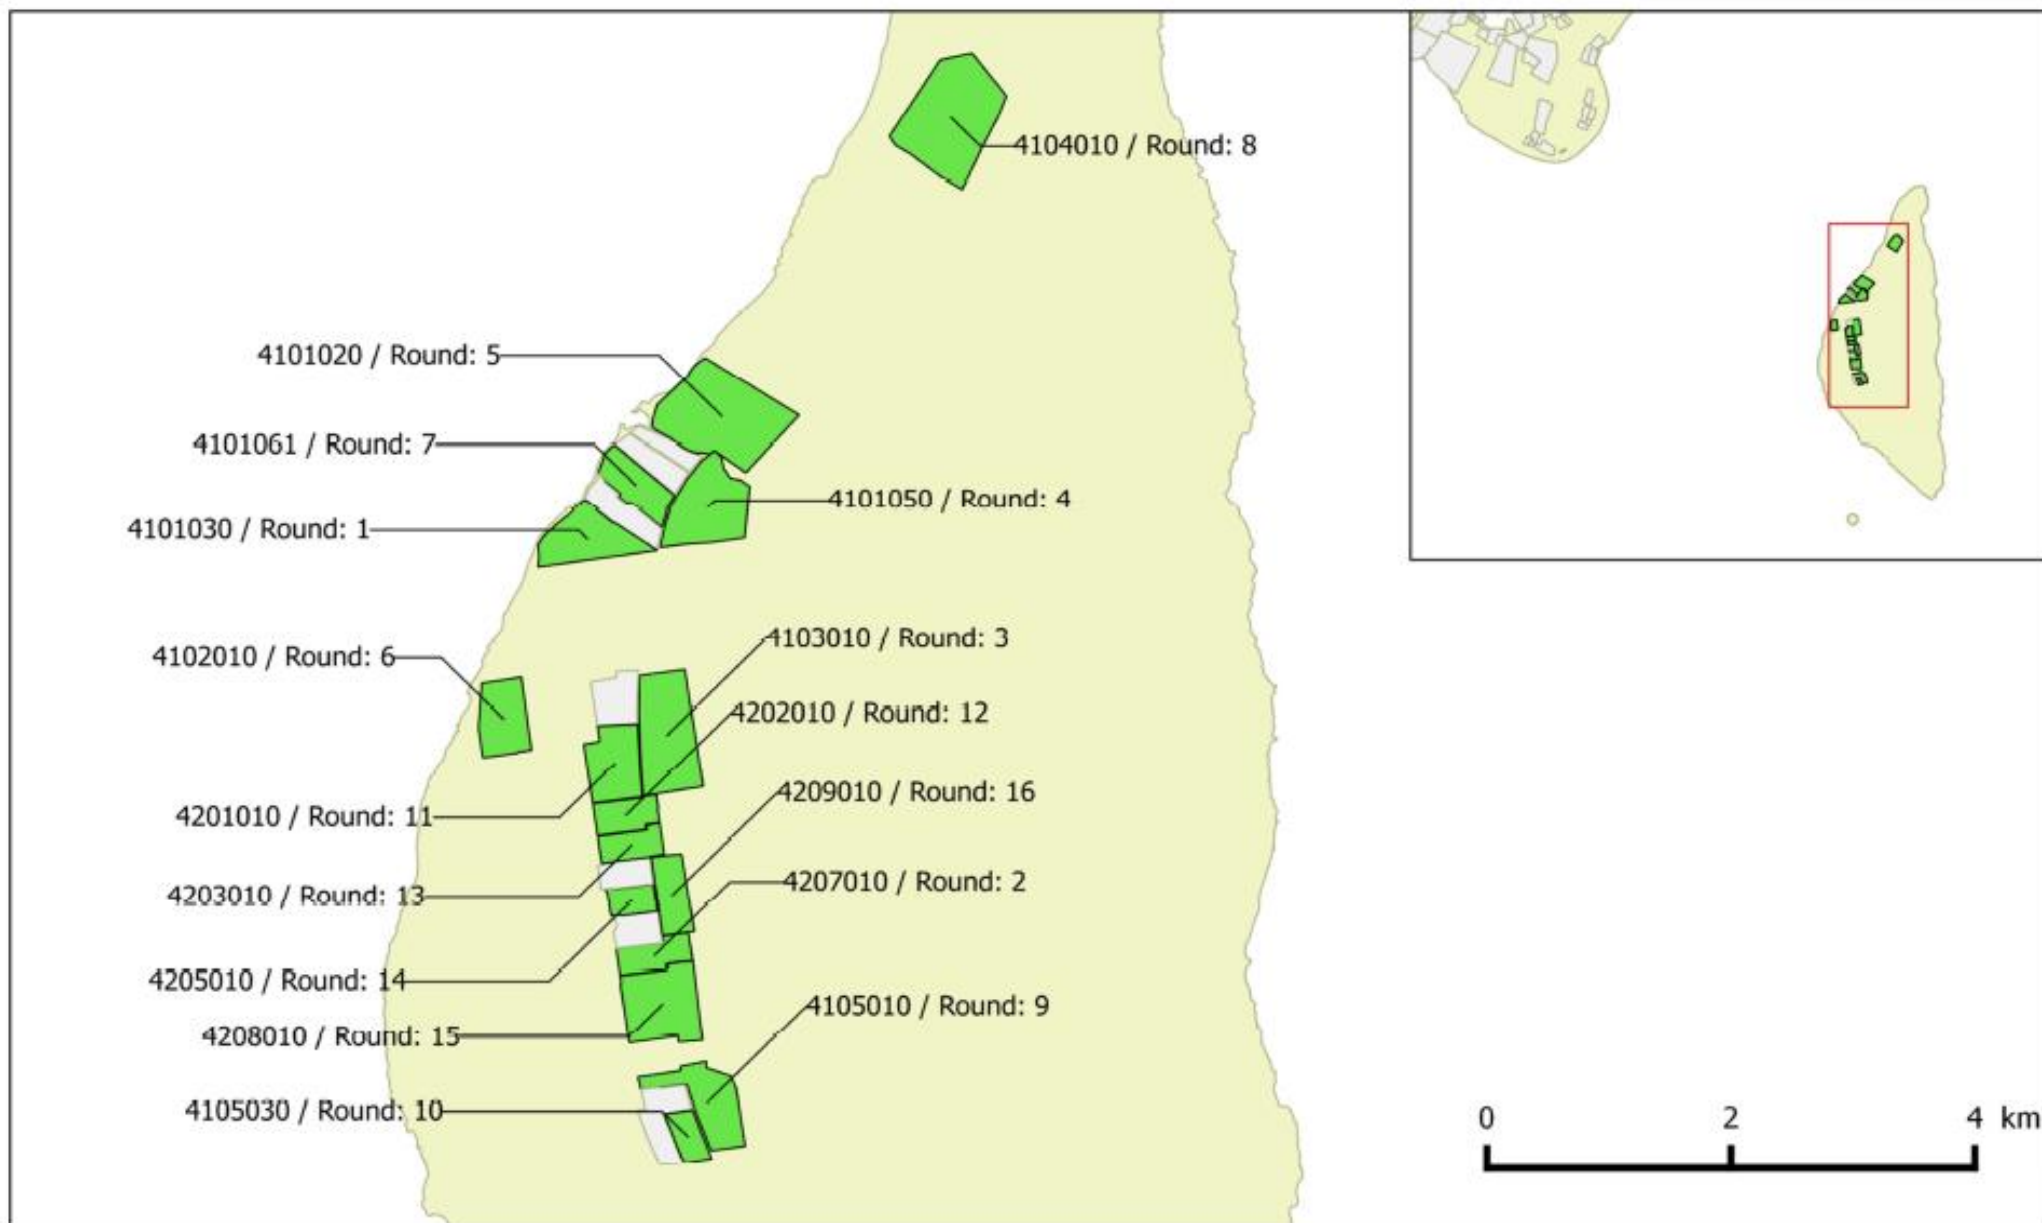 4104010 / Round: 8
4101020 / Round: 5
4101061 / Round: 7
4101050 / Round: 4
4101030 / Round: 1
4103010 / Round: 3
4102010 / Round: 6
4202010 / Round: 12
4209010 / Round: 16
4201010 / Round: 11
4207010 / Round: 2
4203010 / Round: 13
4205010 / Round: 14
4105010 / Round: 9
4208010 / Round: 15
4105030 / Round: 10
0 2 4 km